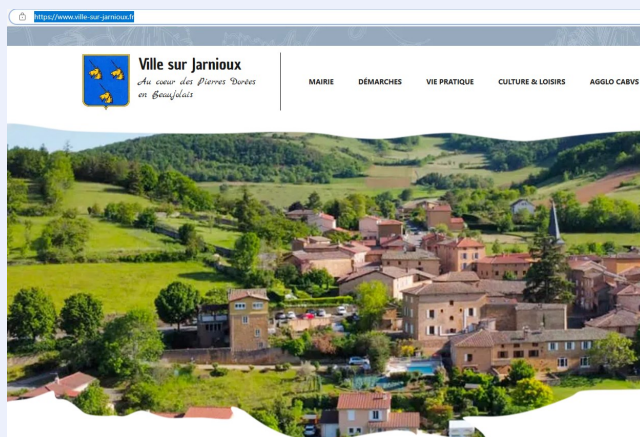 https://www.ville-sur-jarnioux.fr
Ville sur Jarnioux
Au coeur des Pierres Dorées
en Beaujolais
MAIRIE DÉMARCHES VIE PRATIQUE CULTURE & LOISIRS AGGLO CABVS